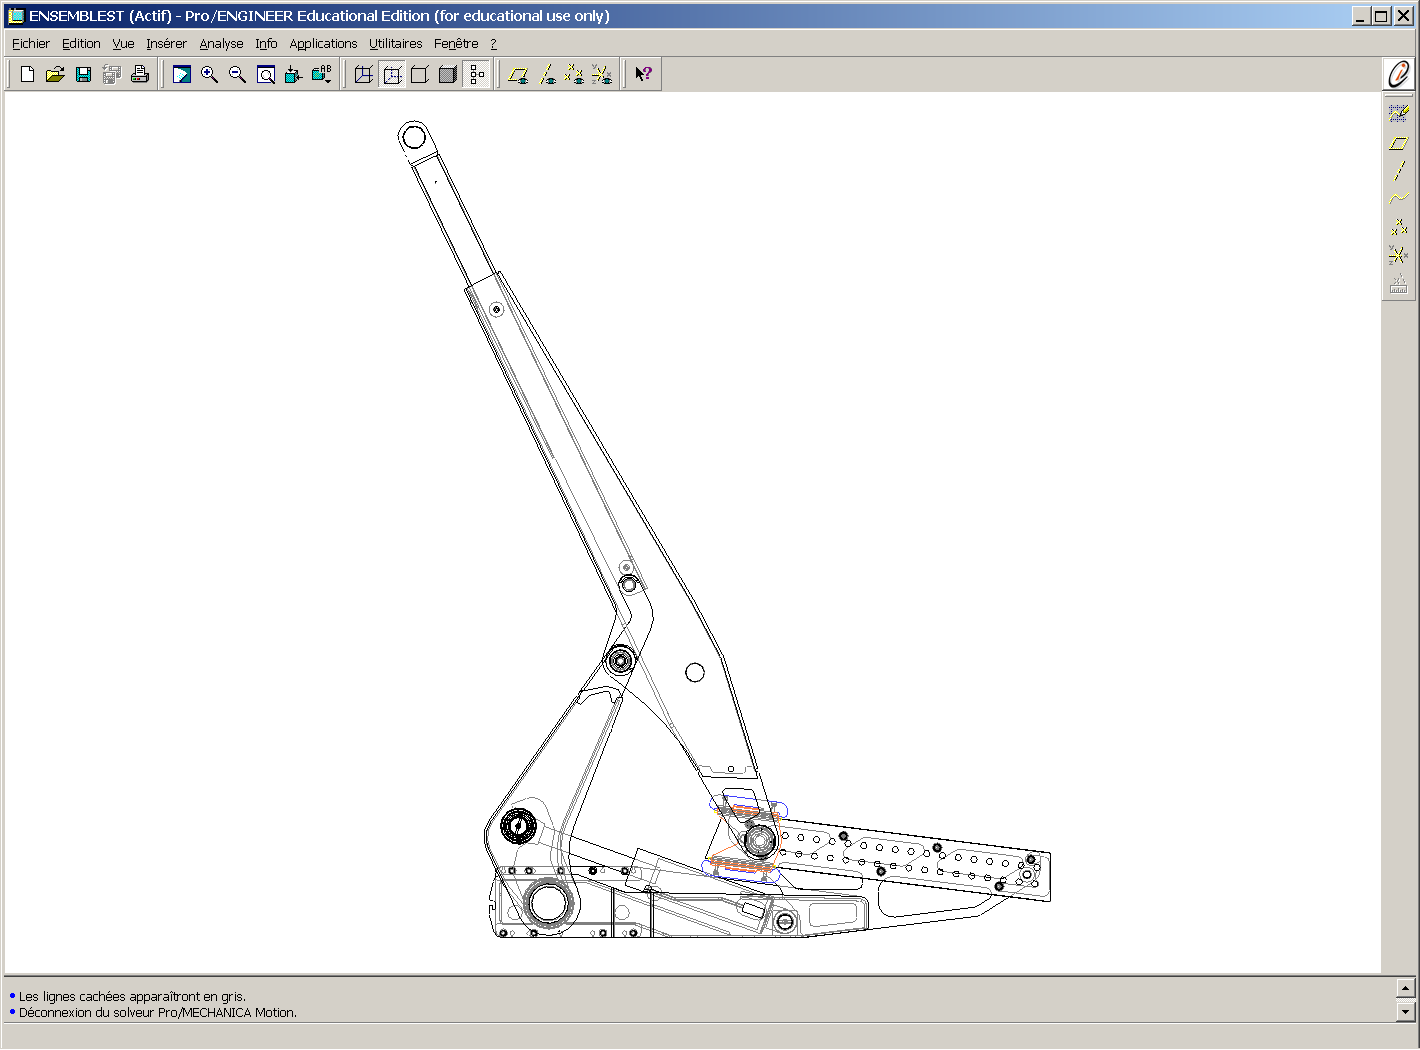 ENSEMBLEST (Actif) - Pro/ENGINEER Educational Edition (for educational use only)
Fichier Edition Vue Insérer Analyse Info Applications Utilitaires Fenêtre ?
AB
Les lignes cachées apparaîtront en gris.
Déconnexion du solveur Pro/MECHANICA Motion.